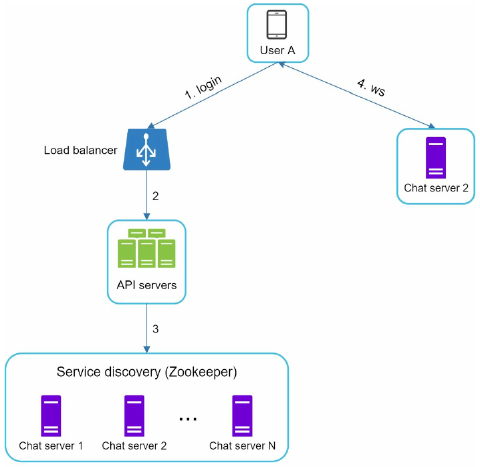 User A
1. login
4. ws
Load balancer
Chat server 2
2
API servers
3
Service discovery (Zookeeper)
...
Chat server 1 Chat server 2 Chat server N